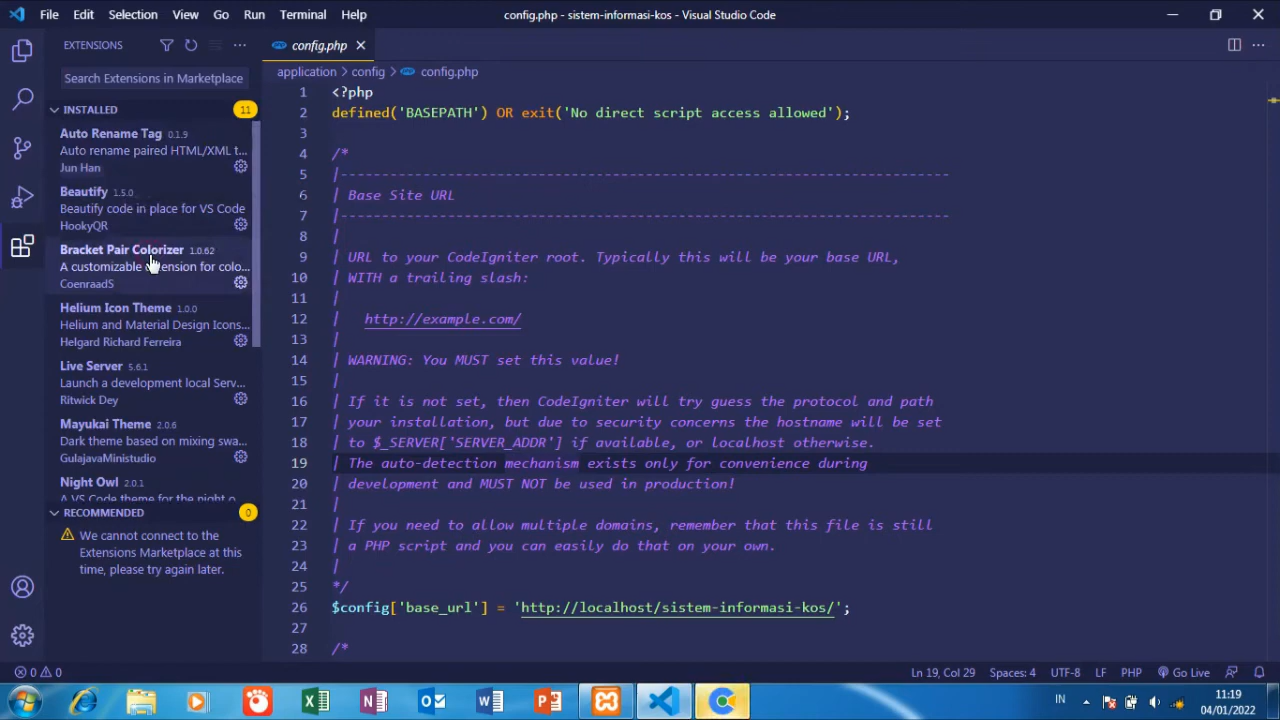 File Edit Selection View Go Run Terminal Help config.php - sistem-informasi-kos - Visual Studio Code
EXTENSIONS
Search Extensions in Marketplace
INSTALLED 11
Auto Rename Tag 0.1.9
Auto rename paired HTML/XML t...
Jun Han
Beautify 1.5.0
Beautify code in place for VS Code
HookyQR
Bracket Pair Colorizer 1.0.62
A customizable extension for colo...
CoenraadS
Helium Icon Theme 1.0.0
Helium and Material Design Icons...
Helgard Richard Ferreira
Live Server 5.6.1
Launch a development local Serv...
Ritwick Dey
Mayukai Theme 2.0.6
Dark theme based on mixing swa...
GulajavaMinistudio
Night Owl 2.0.1
A VS Code theme for the night o...
RECOMMENDED 0
We cannot connect to the
Extensions Marketplace at this
time, please try again later.
config.php
application > config > config.php
1 <?php
2 defined('BASEPATH') OR exit('No direct script access allowed');
3
4 /*
5 |--------------------------------------------------------------------------
6 | Base Site URL
7 |--------------------------------------------------------------------------
8 |
9 | URL to your CodeIgniter root. Typically this will be your base URL,
10 | WITH a trailing slash:
11 |
12 | http://example.com/
13 |
14 | WARNING: You MUST set this value!
15 |
16 | If it is not set, then CodeIgniter will try guess the protocol and path
17 | your installation, but due to security concerns the hostname will be set
18 | to $_SERVER['SERVER_ADDR'] if available, or localhost otherwise.
19 | The auto-detection mechanism exists only for convenience during
20 | development and MUST NOT be used in production!
21 |
22 | If you need to allow multiple domains, remember that this file is still
23 | a PHP script and you can easily do that on your own.
24 |
25 */
26 $config['base_url'] = 'http://localhost/sistem-informasi-kos/';
27
28 /*
0 0 Ln 19, Col 29 Spaces: 4 UTF-8 LF PHP Go Live
IN 11:19
04/01/2022